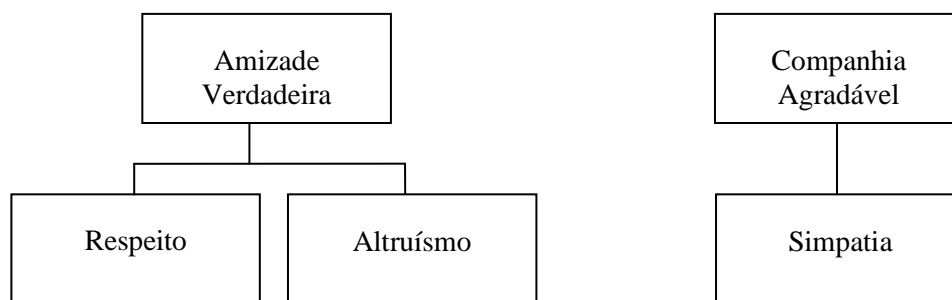 Amizade
Verdadeira
Companhia
Agradável
Respeito
Altruísmo
Simpatia